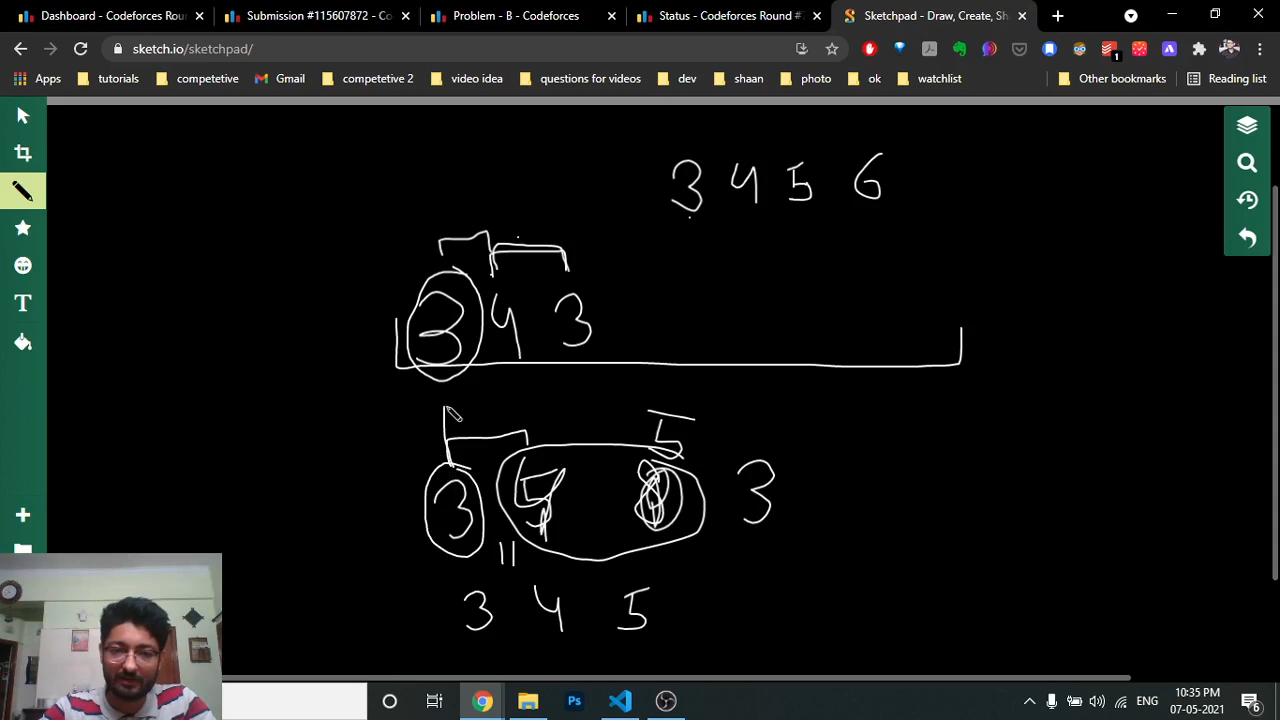 Dashboard - Codeforces Rou
Submission #115607872 - Co
Problem - B - Codeforces
Status - Codeforces Round #
Sketchpad - Draw, Create, Sh
sketch.io/sketchpad/
1
Apps
tutorials
competetive
Gmail
competetive 2
video idea
questions for videos
dev
shaan
photo
ok
watchlist
Other bookmarks
Reading list
3 4 5 6
3 4 3
5
3 3
3 4 5
T
Ps
ENG
10:35 PM
07-05-2021
6